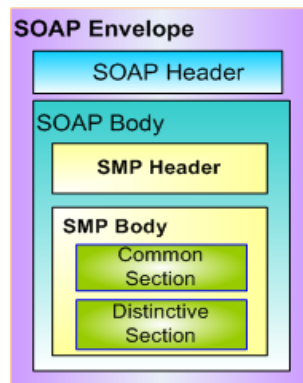 SOAP Envelope
SOAP Header
SOAP Body
SMP Header
SMP Body
Common
Section
Distinctive
Section